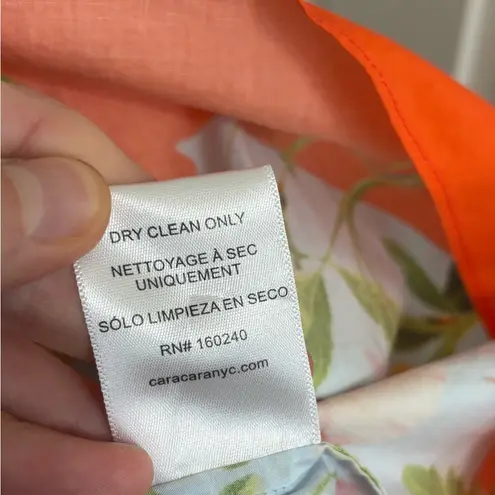 DRY CLEAN ONLY
NETTOYAGE À SEC
UNIQUEMENT
SÓLO LIMPIEZA EN SECO
RN# 160240
caracaranyc.com